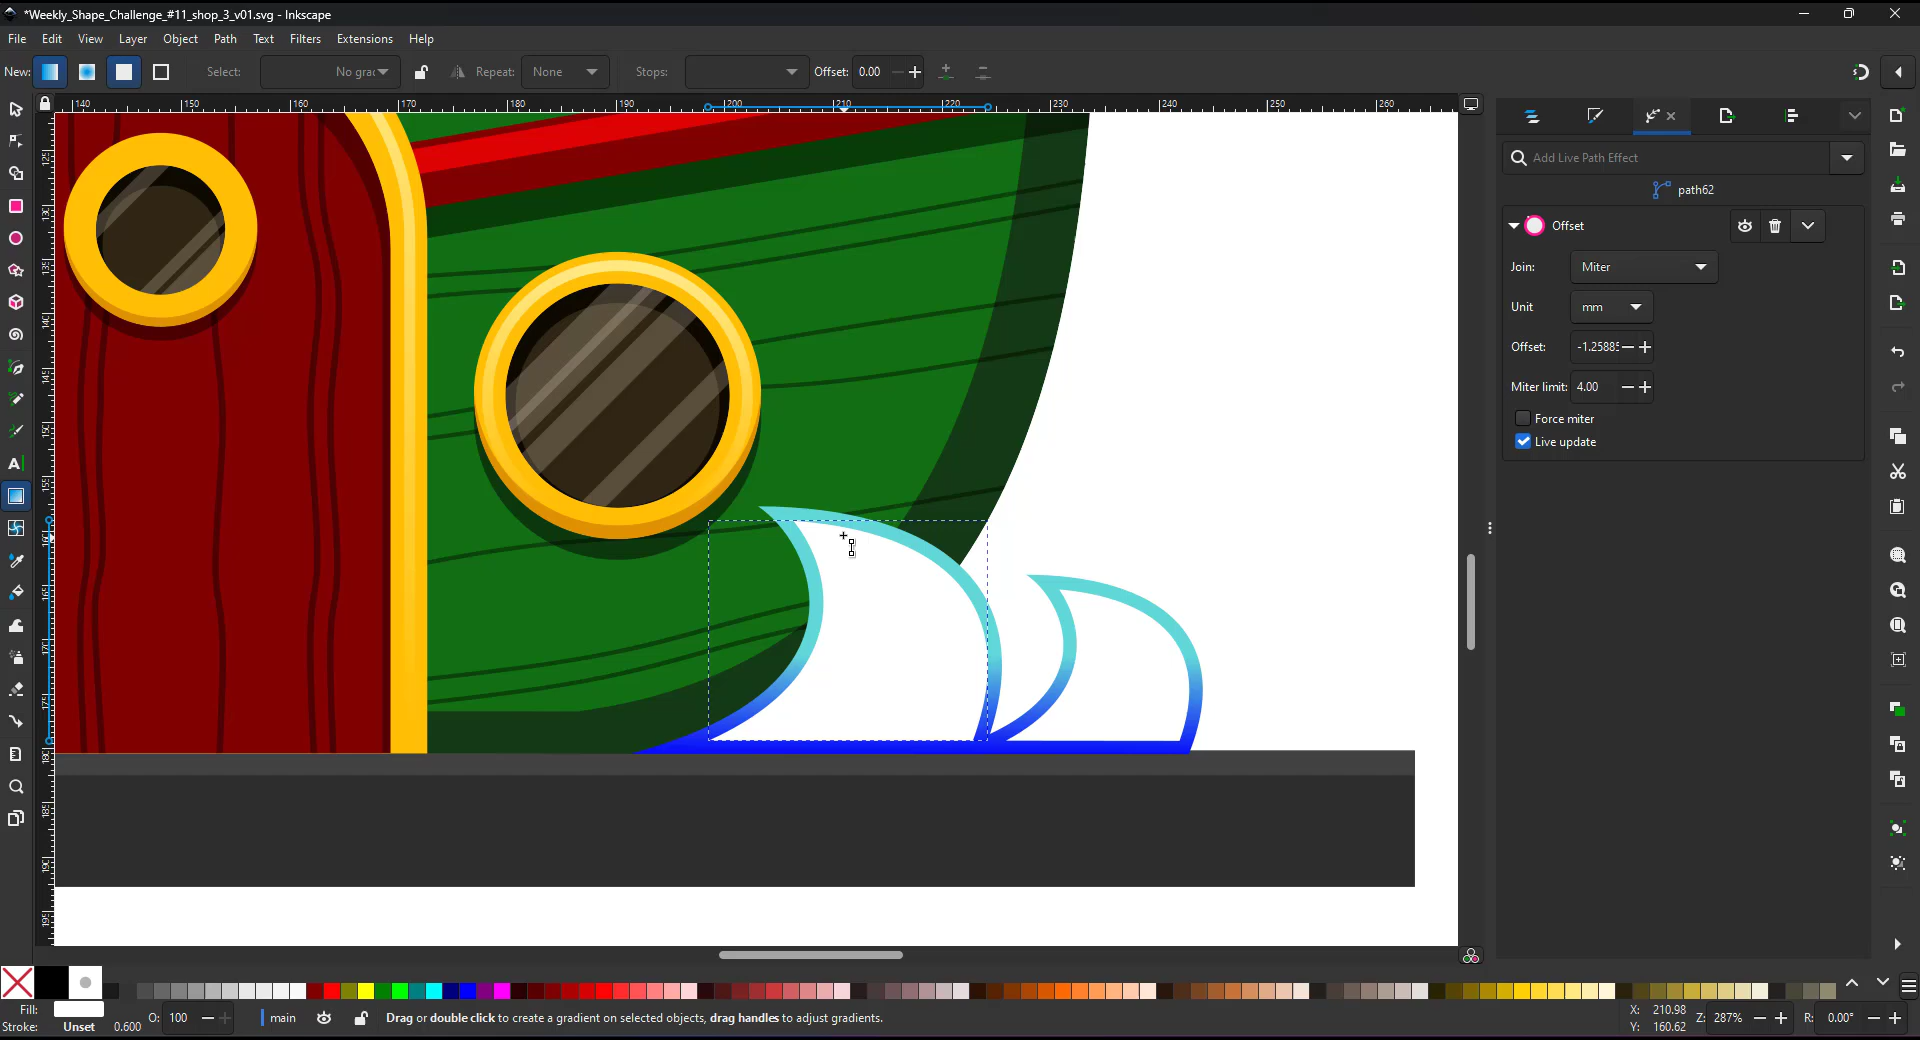 *Weekly_Shape_Challenge_#11_shop_3_v01.svg - Inkscape
File Edit View Layer Object Path Text Filters Extensions Help
New: Select: No grac Repeat: None Stops: Offset: 0.00
140 150 160 170 180 190 200 210 220 230 240 250 260
Add Live Path Effect
path62
Offset
Join: Miter
Unit mm
Offset: -1.2588
Miter limit: 4.00
Force miter
Live update
Fill:
Stroke: Unset 0.600 O: 100 main Drag or double click to create a gradient on selected objects, drag handles to adjust gradients.
X: 210.98
Y: 160.62
Z: 287% R: 0.00°